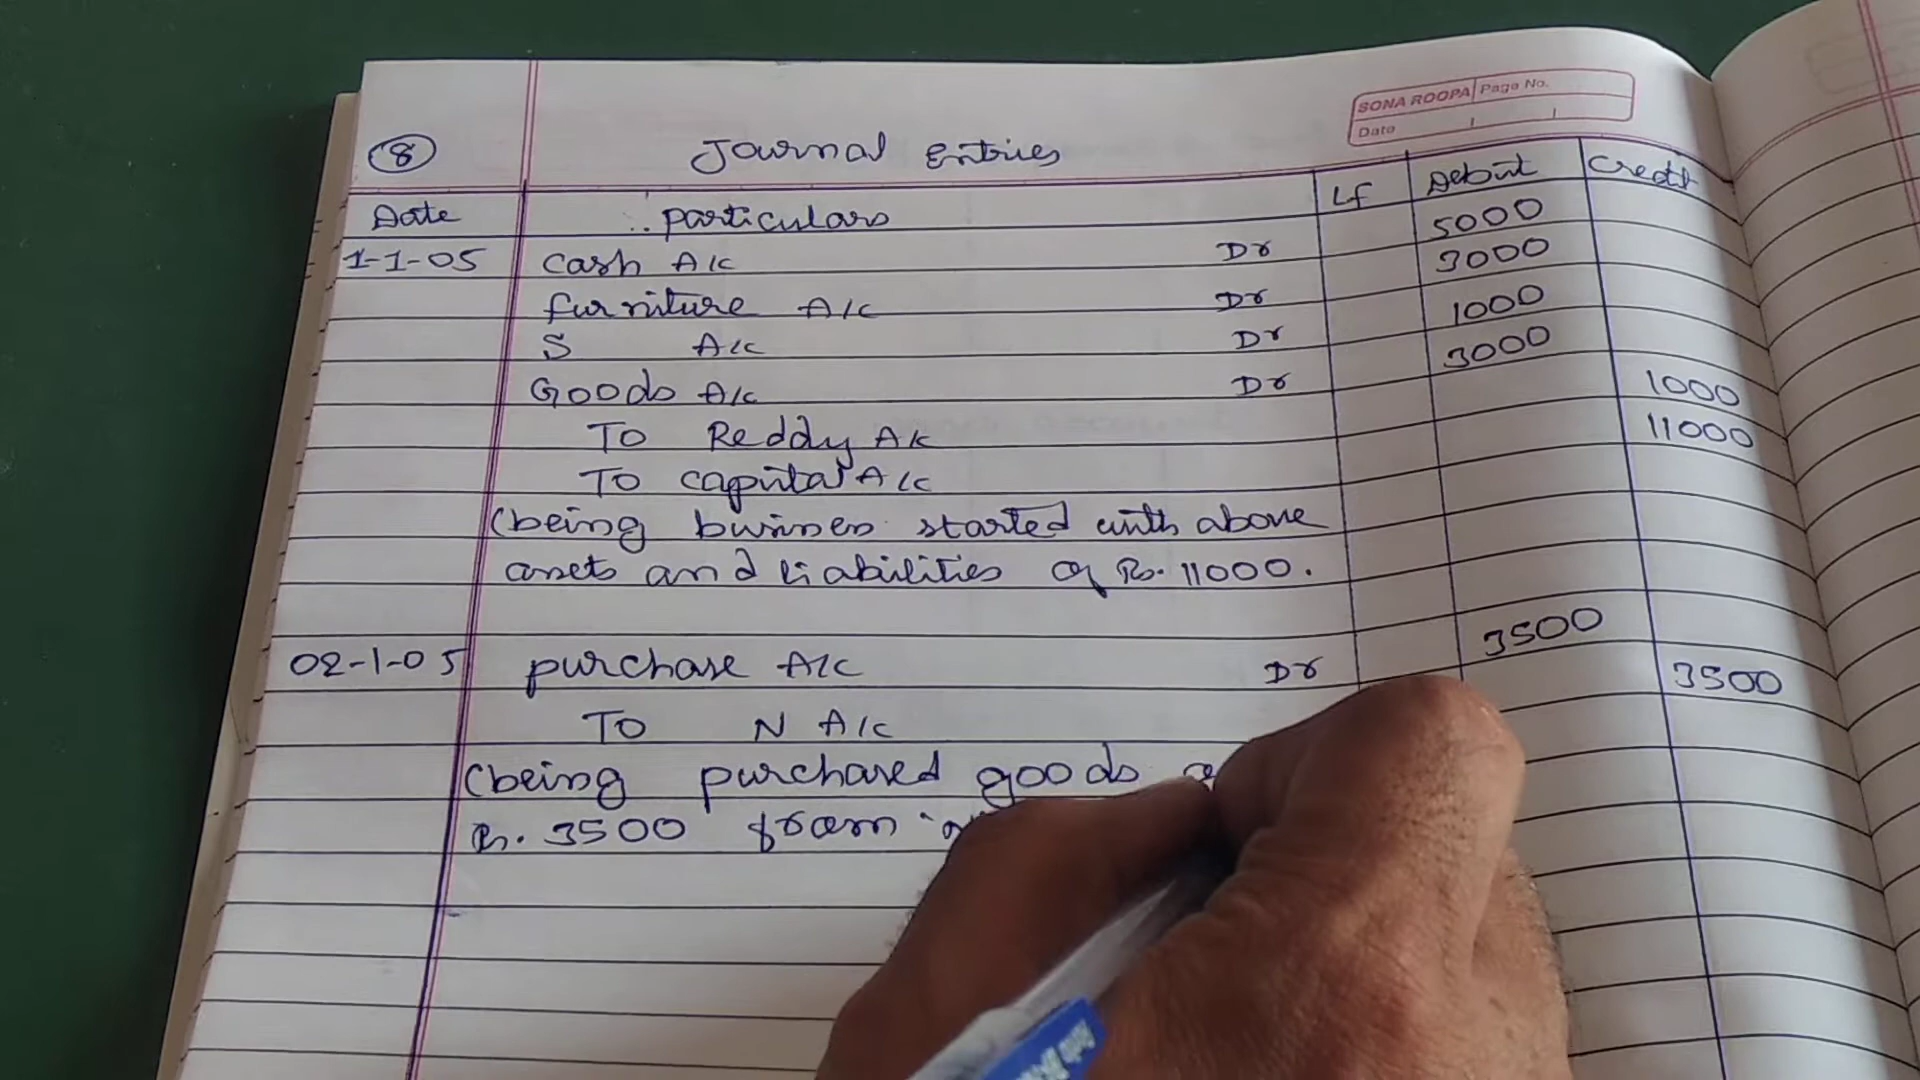 SONA ROOPA Page No.
Date
8 Journal Entries
Date particulars Lf Debit Credit
1-1-05 Cash A/c Dr 5000
furniture A/c Dr 3000
S A/c Dr 1000
Goods A/c Dr 3000
To Reddy A/c 1000
To capital A/c 11000
(being business started with above
assets and liabilities of Rs. 11000.
02-1-05 purchase A/c Dr 3500
To N A/c 3500
(being purchased goods
Rs. 3500 from